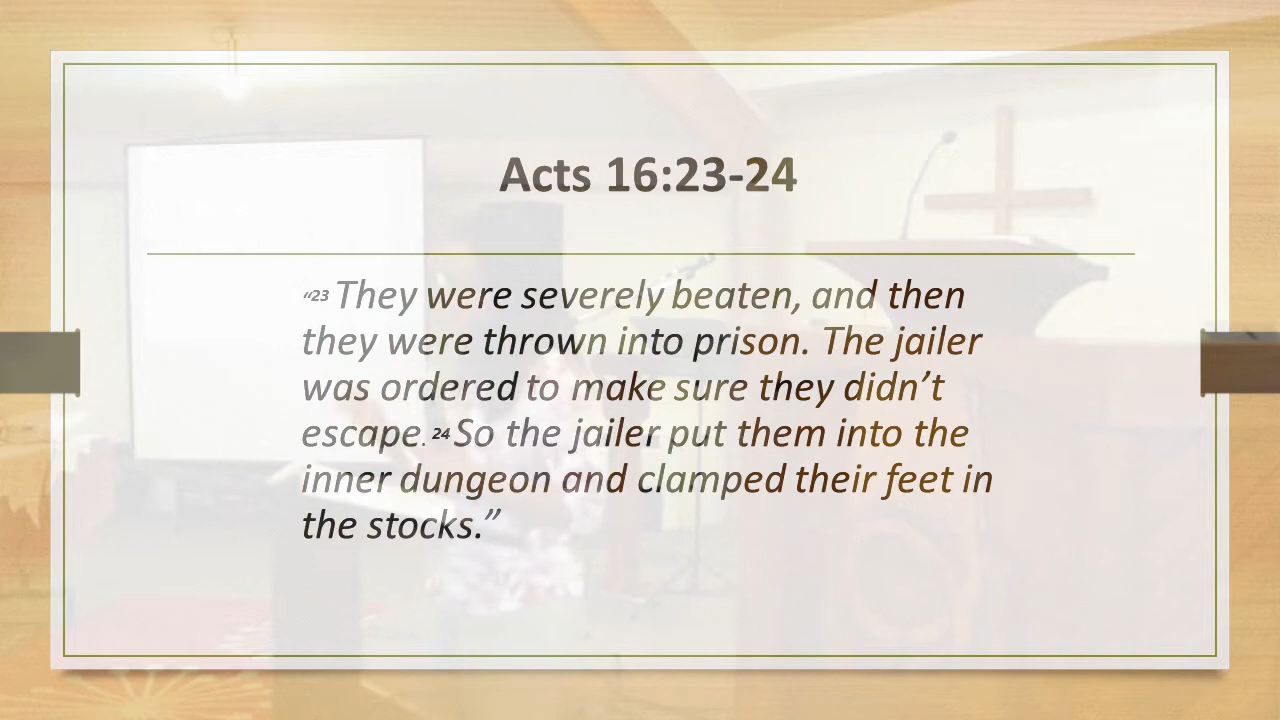 Acts 16:23-24
“23 They were severely beaten, and then
they were thrown into prison. The jailer
was ordered to make sure they didn’t
escape. 24 So the jailer put them into the
inner dungeon and clamped their feet in
the stocks.”